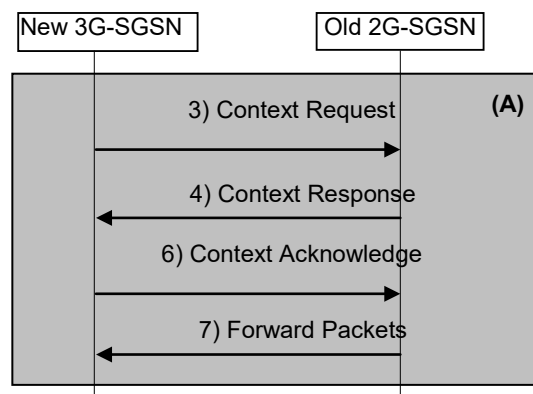 New 3G-SGSN
Old 2G-SGSN
(A)
3) Context Request
4) Context Response
6) Context Acknowledge
7) Forward Packets